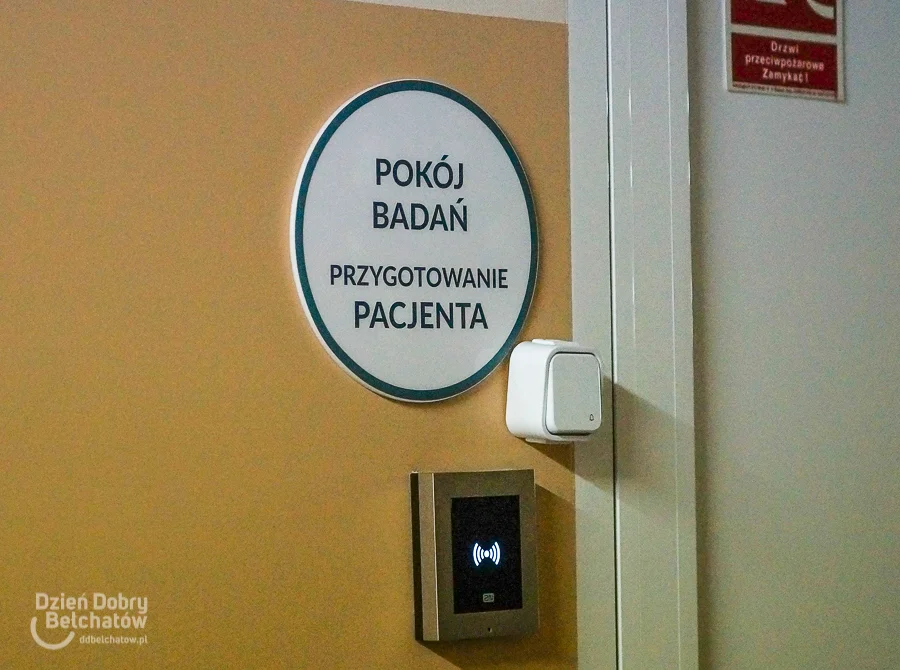 Drzwi
przeciwpożarowe
Zamykać!
POKÓJ
BADAŃ
PRZYGOTOWANIE
PACJENTA
Dzień Dobry
Bełchatów
ddbelchatow.pl